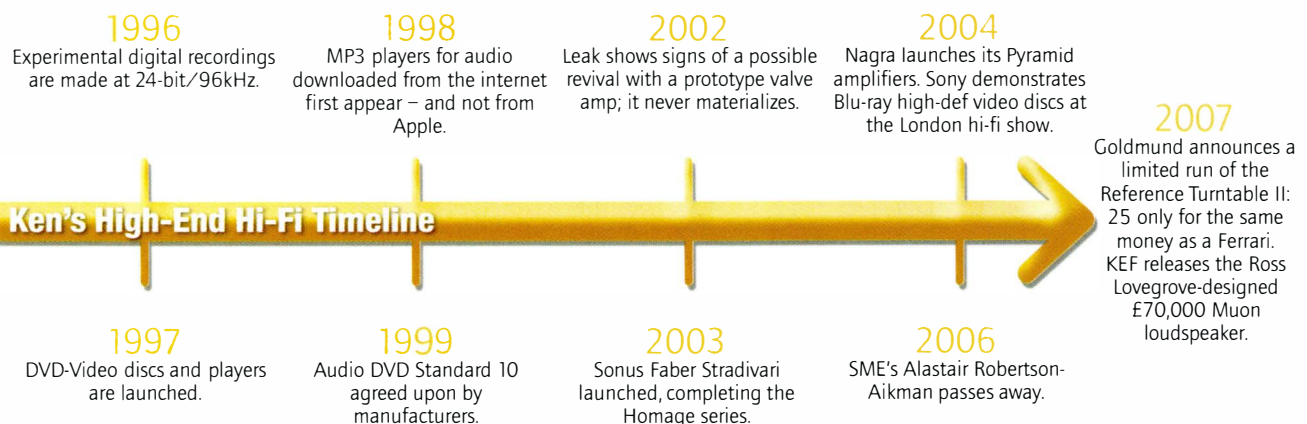 1996
Experimental digital recordings
are made at 24-bit/96kHz.
1998
MP3 players for audio
downloaded from the internet
first appear – and not from
Apple.
2002
Leak shows signs of a possible
revival with a prototype valve
amp; it never materializes.
2004
Nagra launches its Pyramid
amplifiers. Sony demonstrates
Blu-ray high-def video discs at
the London hi-fi show.
2007
Goldmund announces a
limited run of the
Reference Turntable II:
25 only for the same
money as a Ferrari.
KEF releases the Ross
Lovegrove-designed
£70,000 Muon
loudspeaker.
Ken's High-End Hi-Fi Timeline
1997
DVD-Video discs and players
are launched.
1999
Audio DVD Standard 10
agreed upon by
manufacturers.
2003
Sonus Faber Stradivari
launched, completing the
Homage series.
2006
SME's Alastair Robertson-
Aikman passes away.